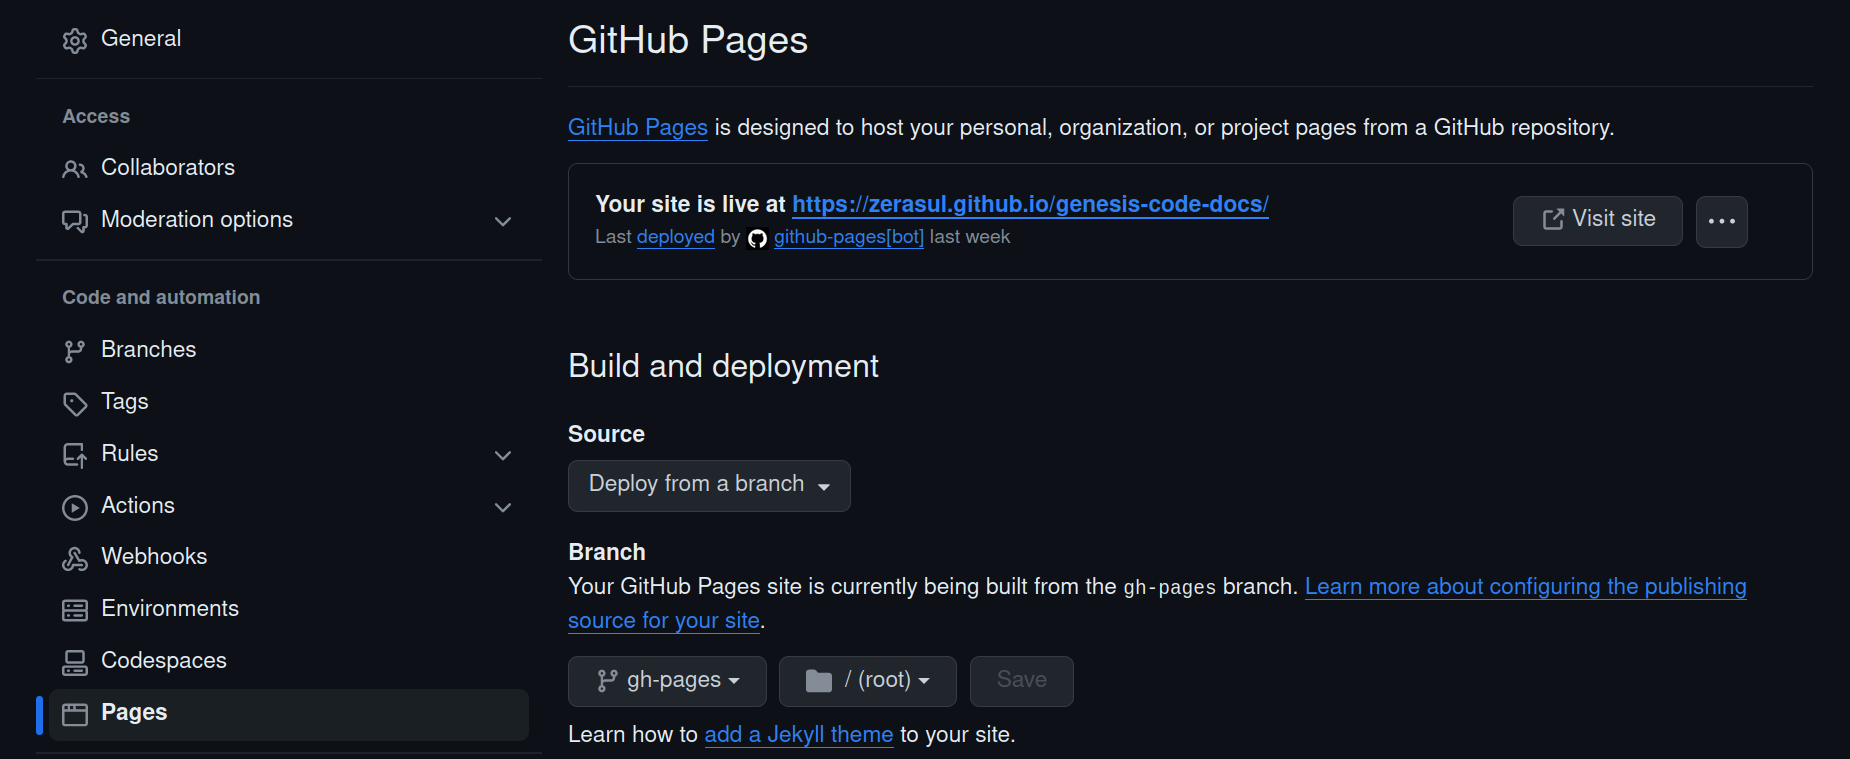 General
Access
Collaborators
Moderation options
Code and automation
Branches
Tags
Rules
Actions
Webhooks
Environments
Codespaces
Pages
GitHub Pages
GitHub Pages is designed to host your personal, organization, or project pages from a GitHub repository.
Your site is live at https://zerasul.github.io/genesis-code-docs/
Last deployed by github-pages[bot] last week
Visit site
Build and deployment
Source
Deploy from a branch
Branch
Your GitHub Pages site is currently being built from the gh-pages branch. Learn more about configuring the publishing
source for your site.
gh-pages / (root) Save
Learn how to add a Jekyll theme to your site.